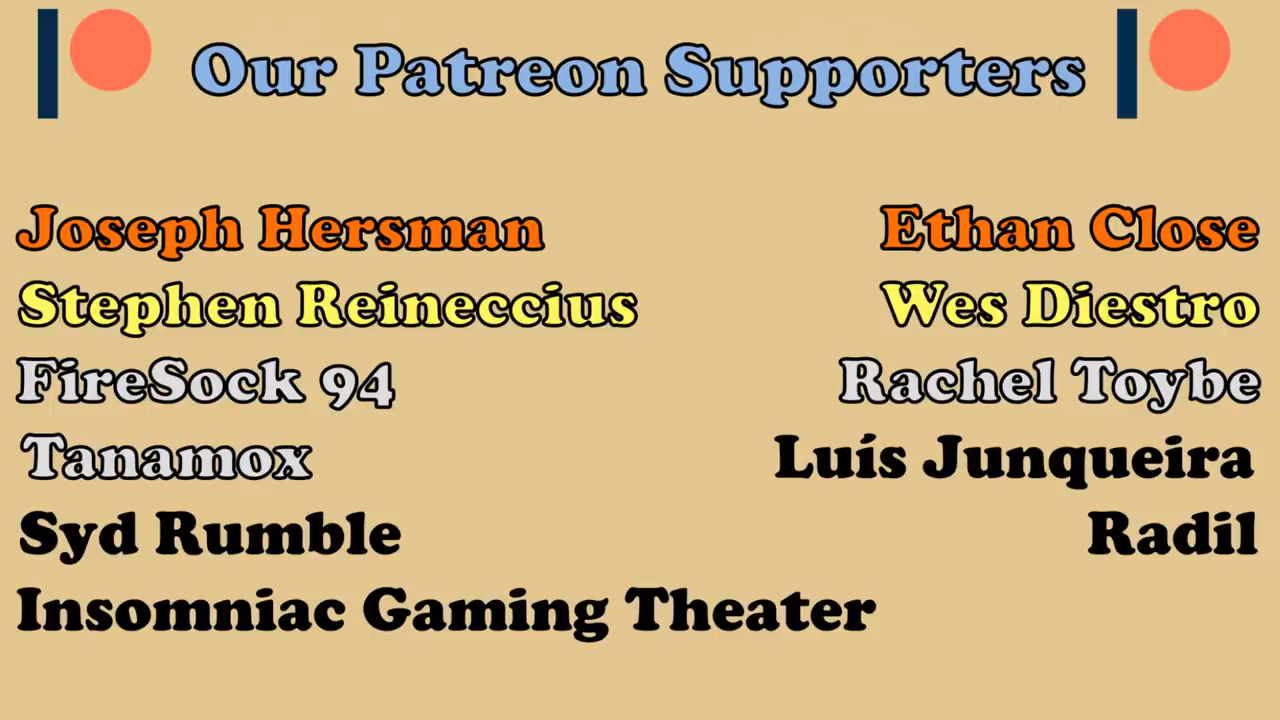 Our Patreon Supporters
Joseph Hersman Ethan Close
Stephen Reineccius Wes Diestro
FireSock 94 Rachel Toybe
Tanamox Luís Junqueira
Syd Rumble Radil
Insomniac Gaming Theater